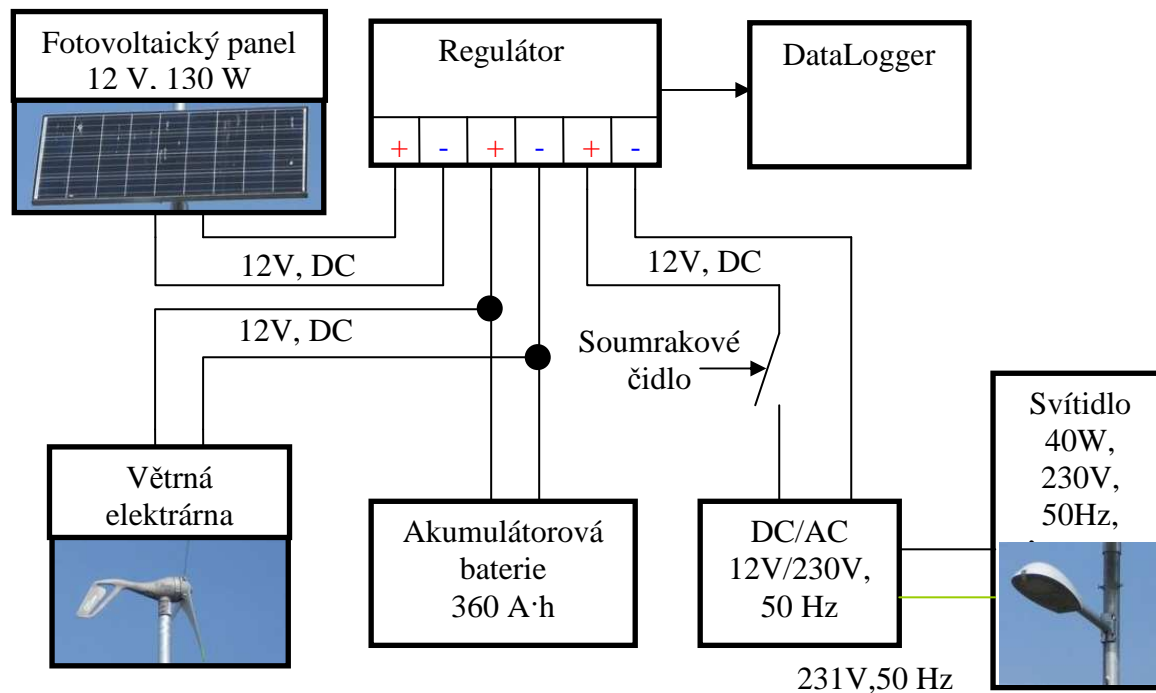 Fotovoltaický panel
12 V, 130 W
Regulátor
DataLogger
+ - + - + -
12V, DC
12V, DC
12V, DC
Soumrakové
čidlo
Větrná
elektrárna
Akumulátorová
baterie
360 A·h
DC/AC
12V/230V,
50 Hz
Svítidlo
40W,
230V,
50Hz,
231V,50 Hz